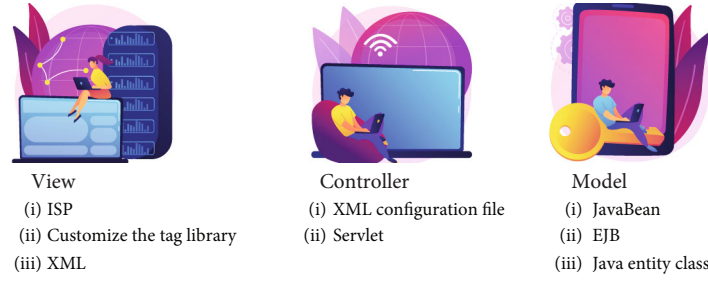 View
(i) ISP
(ii) Customize the tag library
(iii) XML
Controller
(i) XML configuration file
(ii) Servlet
Model
(i) JavaBean
(ii) EJB
(iii) Java entity class